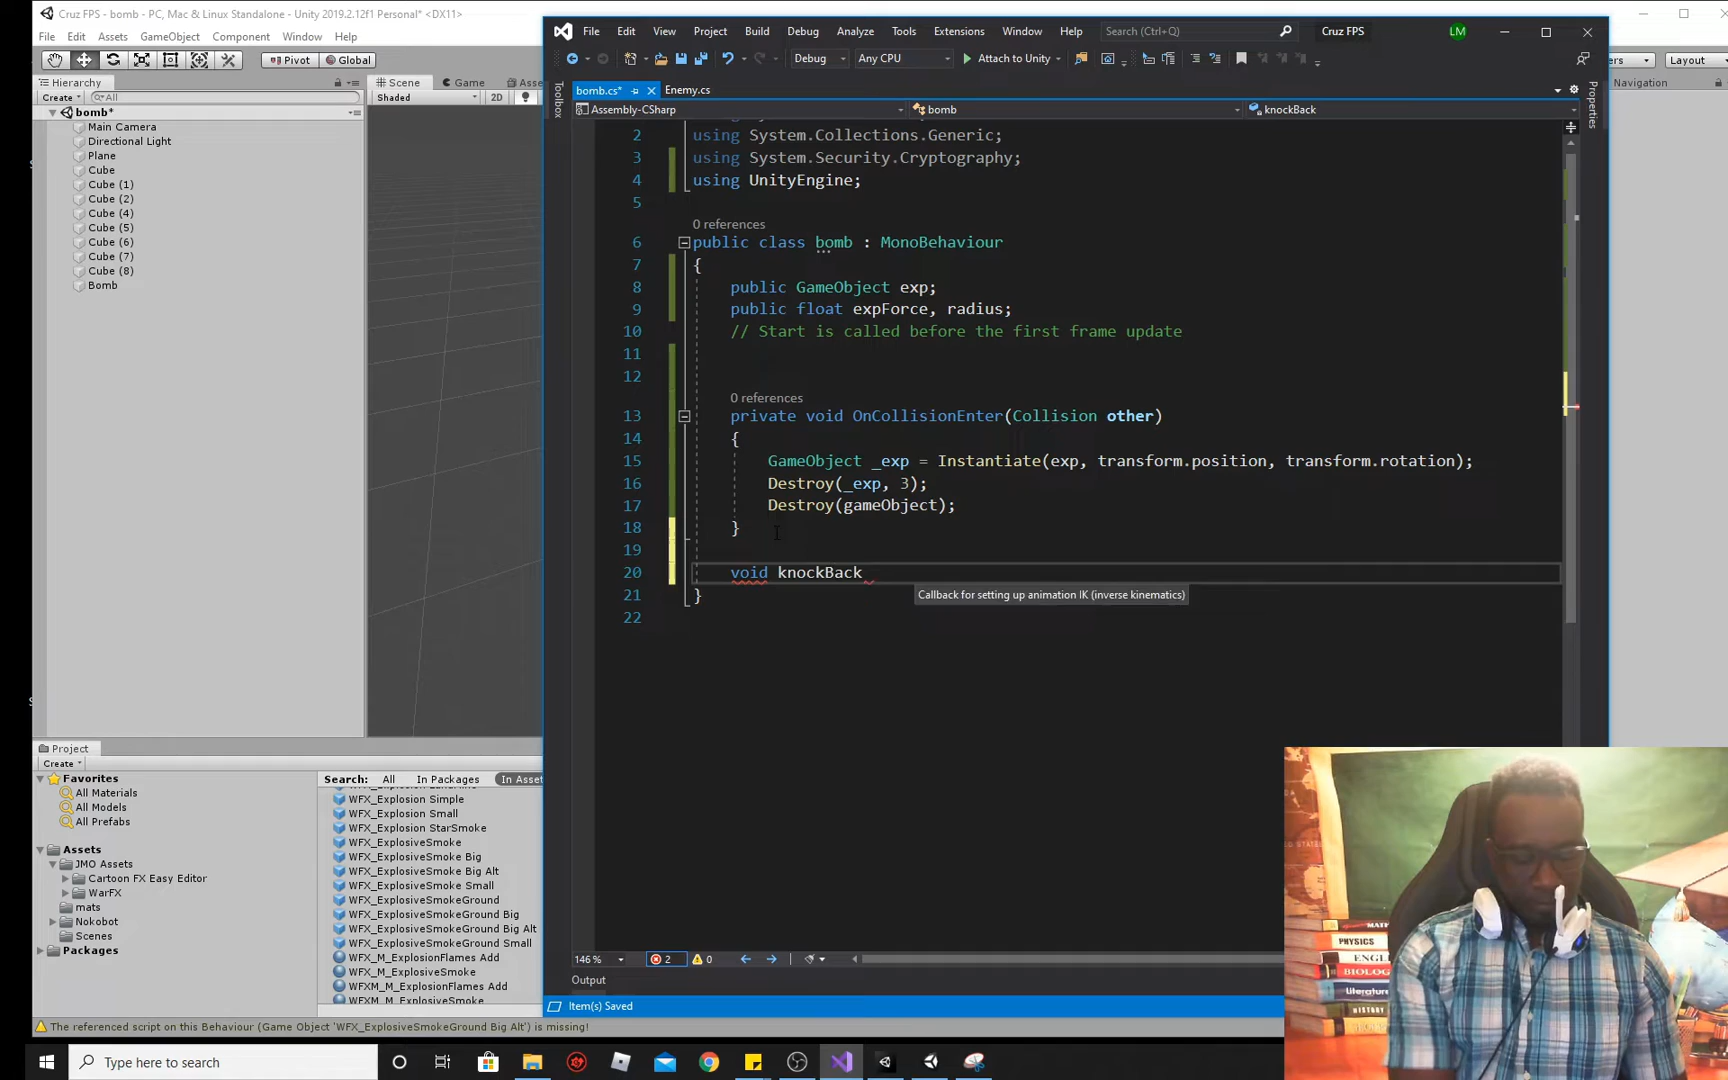 Cruz FPS - bomb - PC, Mac & Linux Standalone - Unity 2019.2.12f1 Personal* <DX11>
File Edit Assets GameObject Component Window Help
Pivot Global
Layout
Hierarchy
Scene Game
Create All
Shaded 2D
bomb*
Main Camera
Directional Light
Plane
Cube
Cube (1)
Cube (2)
Cube (4)
Cube (5)
Cube (6)
Cube (7)
Cube (8)
Bomb
Navigation
File Edit View Project Build Debug Analyze Tools Extensions Window Help Search (Ctrl+Q) Cruz FPS LM
Debug Any CPU Attach to Unity
Toolbox
Properties
bomb.cs* Enemy.cs
Assembly-CSharp bomb knockBack
2 using System.Collections.Generic;
3 using System.Security.Cryptography;
4 using UnityEngine;
5
0 references
6 public class bomb : MonoBehaviour
7 {
8 public GameObject exp;
9 public float expForce, radius;
10 // Start is called before the first frame update
11
12
0 references
13 private void OnCollisionEnter(Collision other)
14 {
15 GameObject _exp = Instantiate(exp, transform.position, transform.rotation);
16 Destroy(_exp, 3);
17 Destroy(gameObject);
18 }
19
20 void knockBack
Callback for setting up animation IK (inverse kinematics)
21 }
22
146 % 2 0
Output
Item(s) Saved
Project
Create
Favorites
All Materials
All Models
All Prefabs
Assets
JMO Assets
Cartoon FX Easy Editor
WarFX
mats
Nokobot
Scenes
Packages
Search: All In Packages In Asset
WFX_Explosion Simple
WFX_Explosion Small
WFX_Explosion StarSmoke
WFX_ExplosiveSmoke
WFX_ExplosiveSmoke Big
WFX_ExplosiveSmoke Big Alt
WFX_ExplosiveSmoke Small
WFX_ExplosiveSmokeGround
WFX_ExplosiveSmokeGround Big
WFX_ExplosiveSmokeGround Big Alt
WFX_ExplosiveSmokeGround Small
WFX_M_ExplosionFlames Add
WFX_M_ExplosiveSmoke
WFXM_M_ExplosionFlames Add
WFXM_M_ExplosiveSmoke
The referenced script on this Behaviour (Game Object 'WFX_ExplosiveSmokeGround Big Alt') is missing!
PHYSICS
BIOLOG
Literature
HISTORY
Type here to search